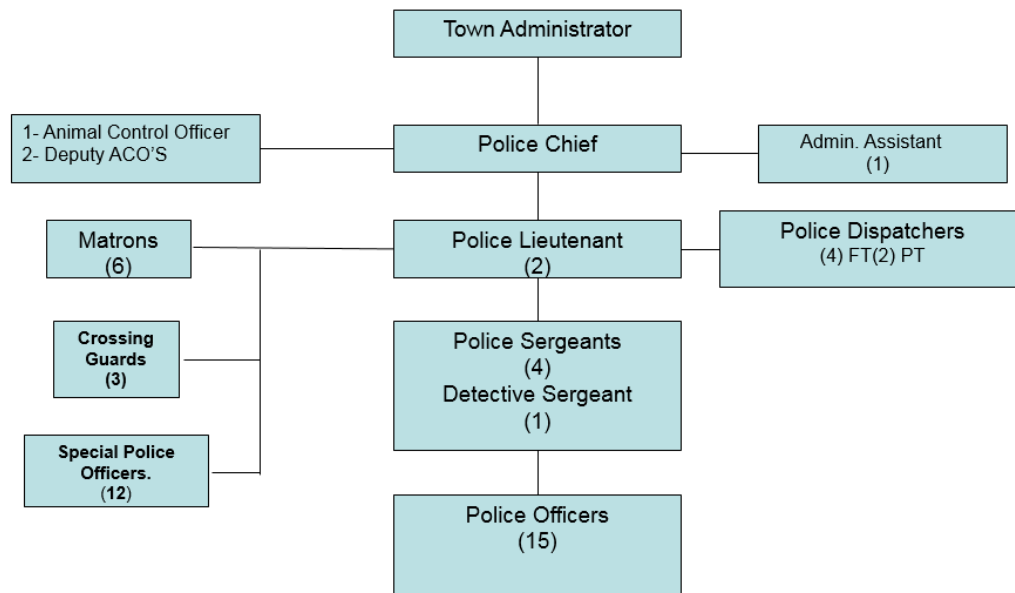 Town Administrator
1- Animal Control Officer
2- Deputy ACO'S
Police Chief
Admin. Assistant
(1)
Matrons
(6)
Police Lieutenant
(2)
Police Dispatchers
(4) FT(2) PT
Crossing
Guards
(3)
Police Sergeants
(4)
Detective Sergeant
(1)
Special Police
Officers.
(12)
Police Officers
(15)